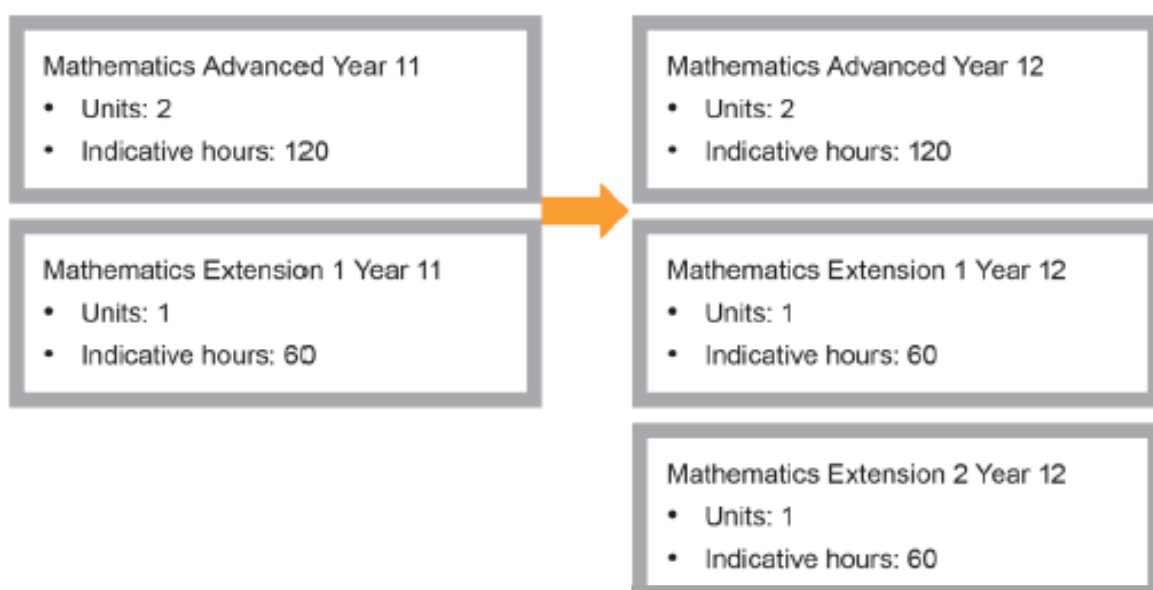 Mathematics Advanced Year 11
• Units: 2
• Indicative hours: 120
Mathematics Extension 1 Year 11
• Units: 1
• Indicative hours: 60
Mathematics Advanced Year 12
• Units: 2
• Indicative hours: 120
Mathematics Extension 1 Year 12
• Units: 1
• Indicative hours: 60
Mathematics Extension 2 Year 12
• Units: 1
• Indicative hours: 60